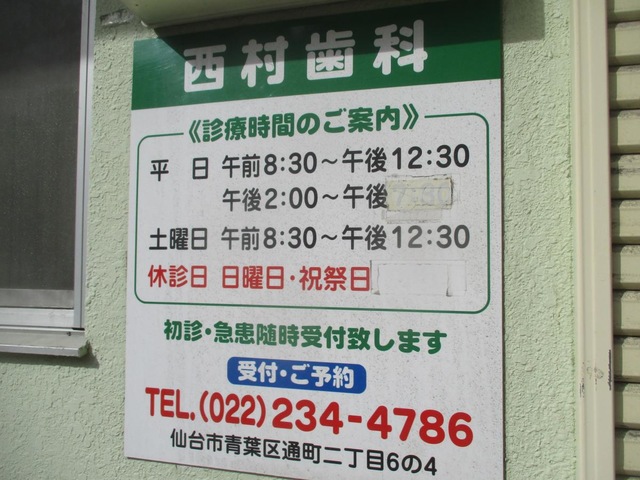 西村歯科
《診療時間のご案内》
平 日 午前8:30～午後12:30
午後2:00～午後
土曜日 午前8:30～午後12:30
休診日 日曜日・祝祭日
初診・急患随時受付致します
受付・ご予約
TEL.(022)234-4786
仙台市青葉区通町二丁目6の4